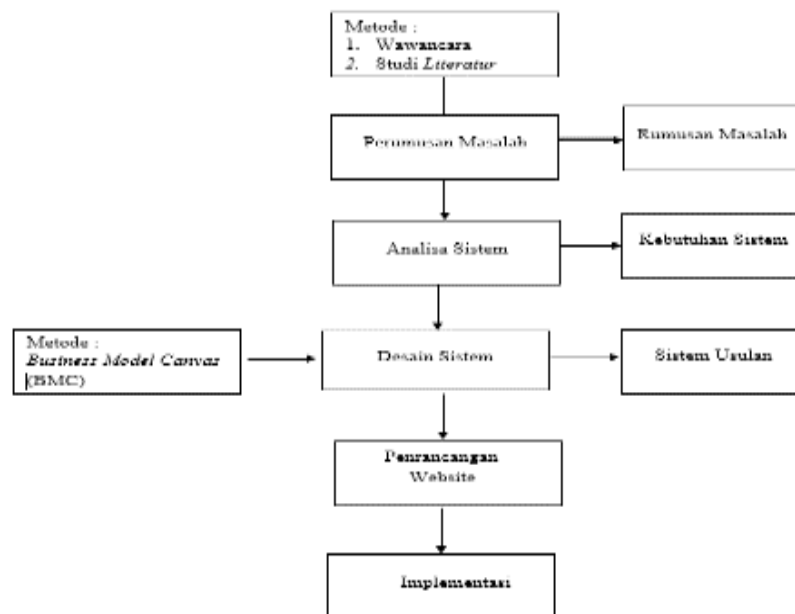 Metode :
1. Wawancara
2. Studi Literatur
Perumusan Masalah
Rumusan Masalah
Analisa Sistem
Kebutuhan Sistem
Metode :
Business Model Canvas
(BMC)
Desain Sistem
Sistem Usulan
Penrancangan
Website
Implementasi